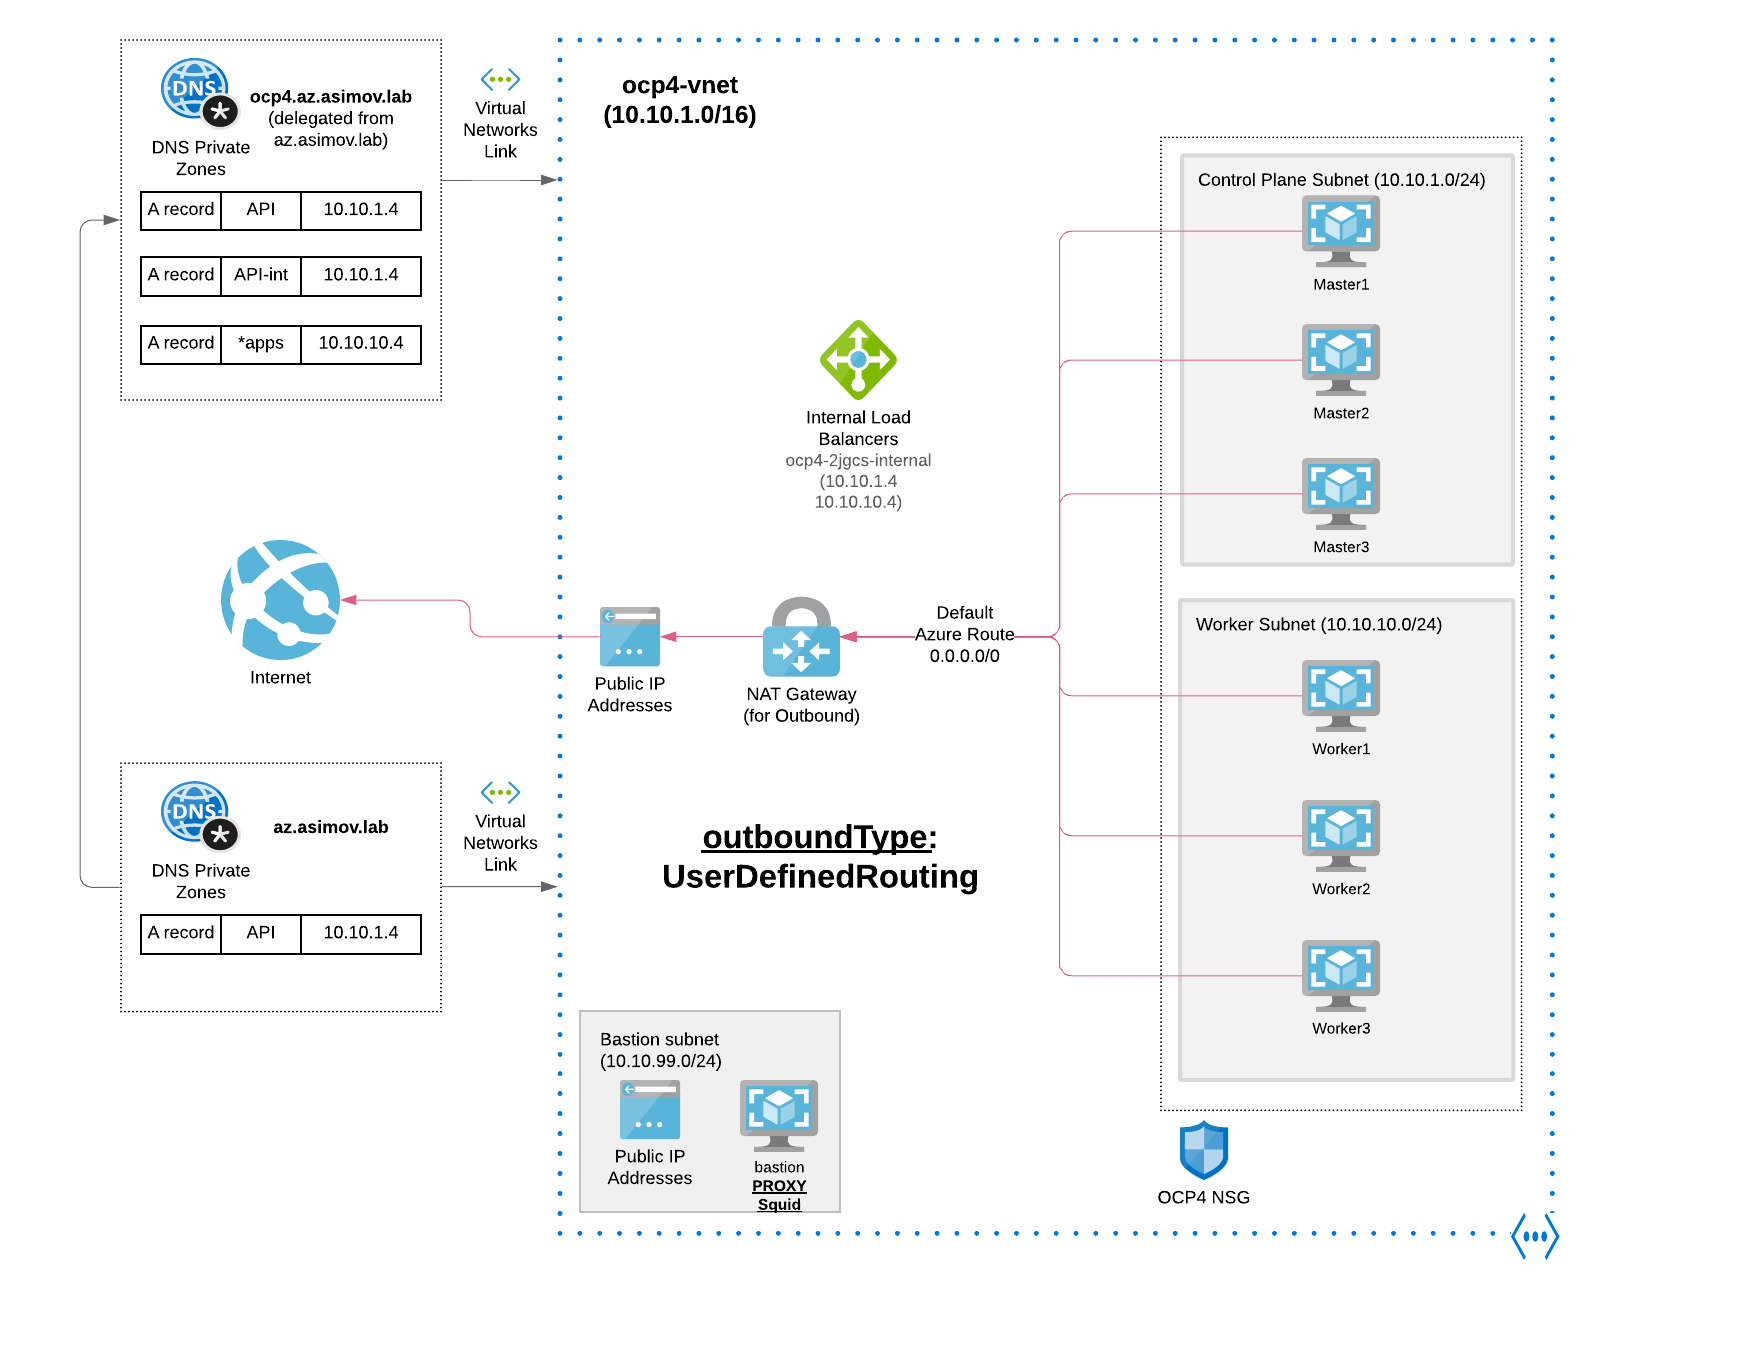 DNS
ocp4.az.asimov.lab
(delegated from
az.asimov.lab)
DNS Private
Zones
A record API 10.10.1.4
A record API-int 10.10.1.4
A record *apps 10.10.10.4
Virtual
Networks
Link
ocp4-vnet
(10.10.1.0/16)
Control Plane Subnet (10.10.1.0/24)
Master1
Master2
Master3
Internal Load
Balancers
ocp4-2jgcs-internal
(10.10.1.4
10.10.10.4)
Internet
Public IP
Addresses
NAT Gateway
(for Outbound)
Default
Azure Route
0.0.0.0/0
Worker Subnet (10.10.10.0/24)
Worker1
Worker2
Worker3
DNS
az.asimov.lab
DNS Private
Zones
A record API 10.10.1.4
Virtual
Networks
Link
outboundType:
UserDefinedRouting
Bastion subnet
(10.10.99.0/24)
Public IP
Addresses
bastion
PROXY
Squid
OCP4 NSG